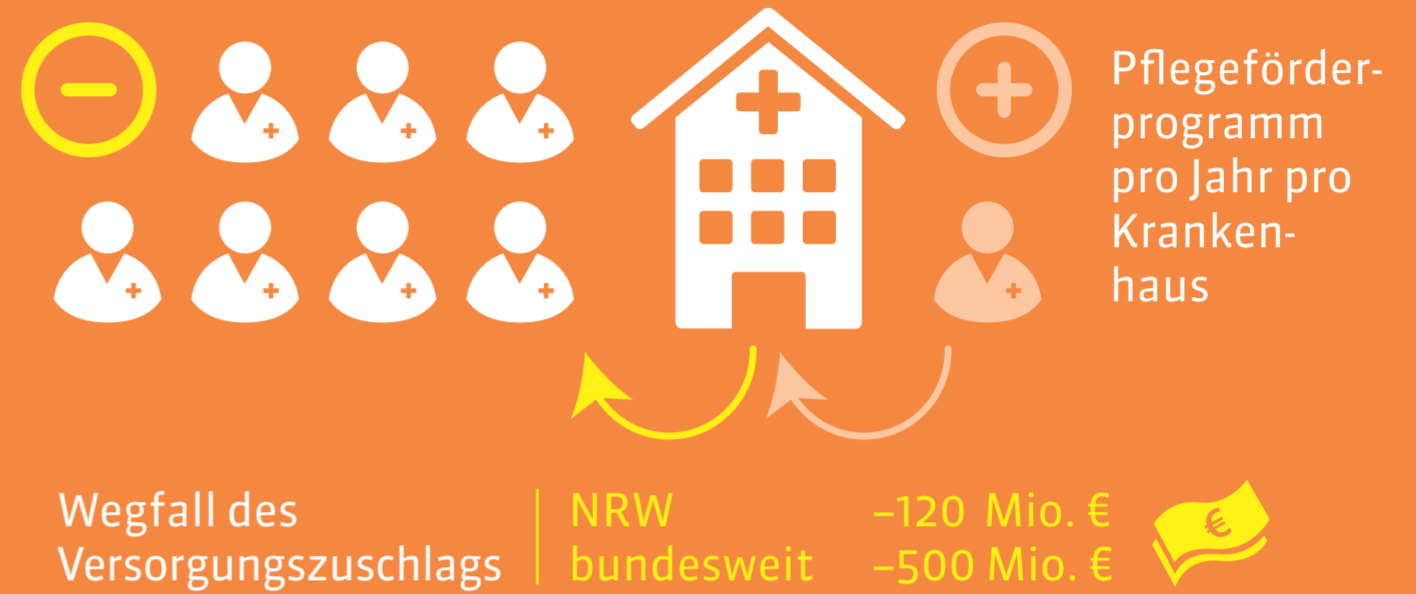 Pflegeförder-
programm
pro Jahr pro
Kranken-
haus
Wegfall des
Versorgungszuschlags
NRW –120 Mio. €
bundesweit –500 Mio. €
€